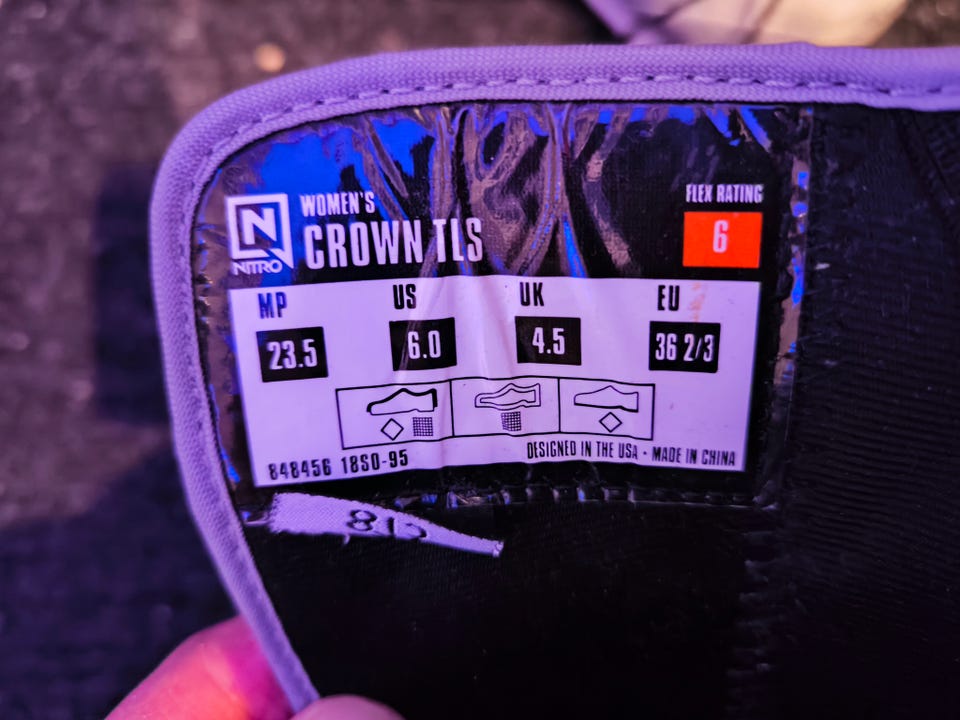 WOMEN'S
FLEX RATING
N
NITRO
CROWN TLS
6
MP US UK EU
23.5 6.0 4.5 36 2/3
848456 18SO-95
DESIGNED IN THE USA • MADE IN CHINA